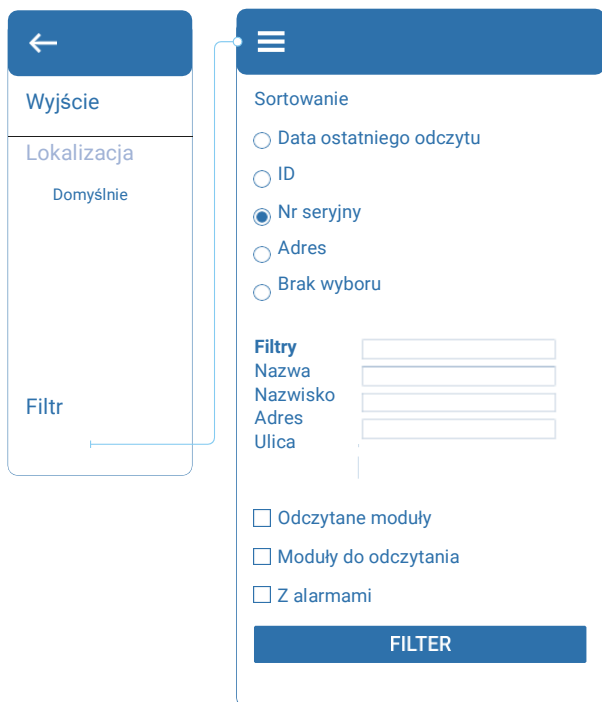 Wyjście
Lokalizacja
Domyślnie
Filtr
Sortowanie
Data ostatniego odczytu
ID
Nr seryjny
Adres
Brak wyboru
Filtry
Nazwa
Nazwisko
Adres
Ulica
Odczytane moduły
Moduły do odczytania
Z alarmami
FILTER